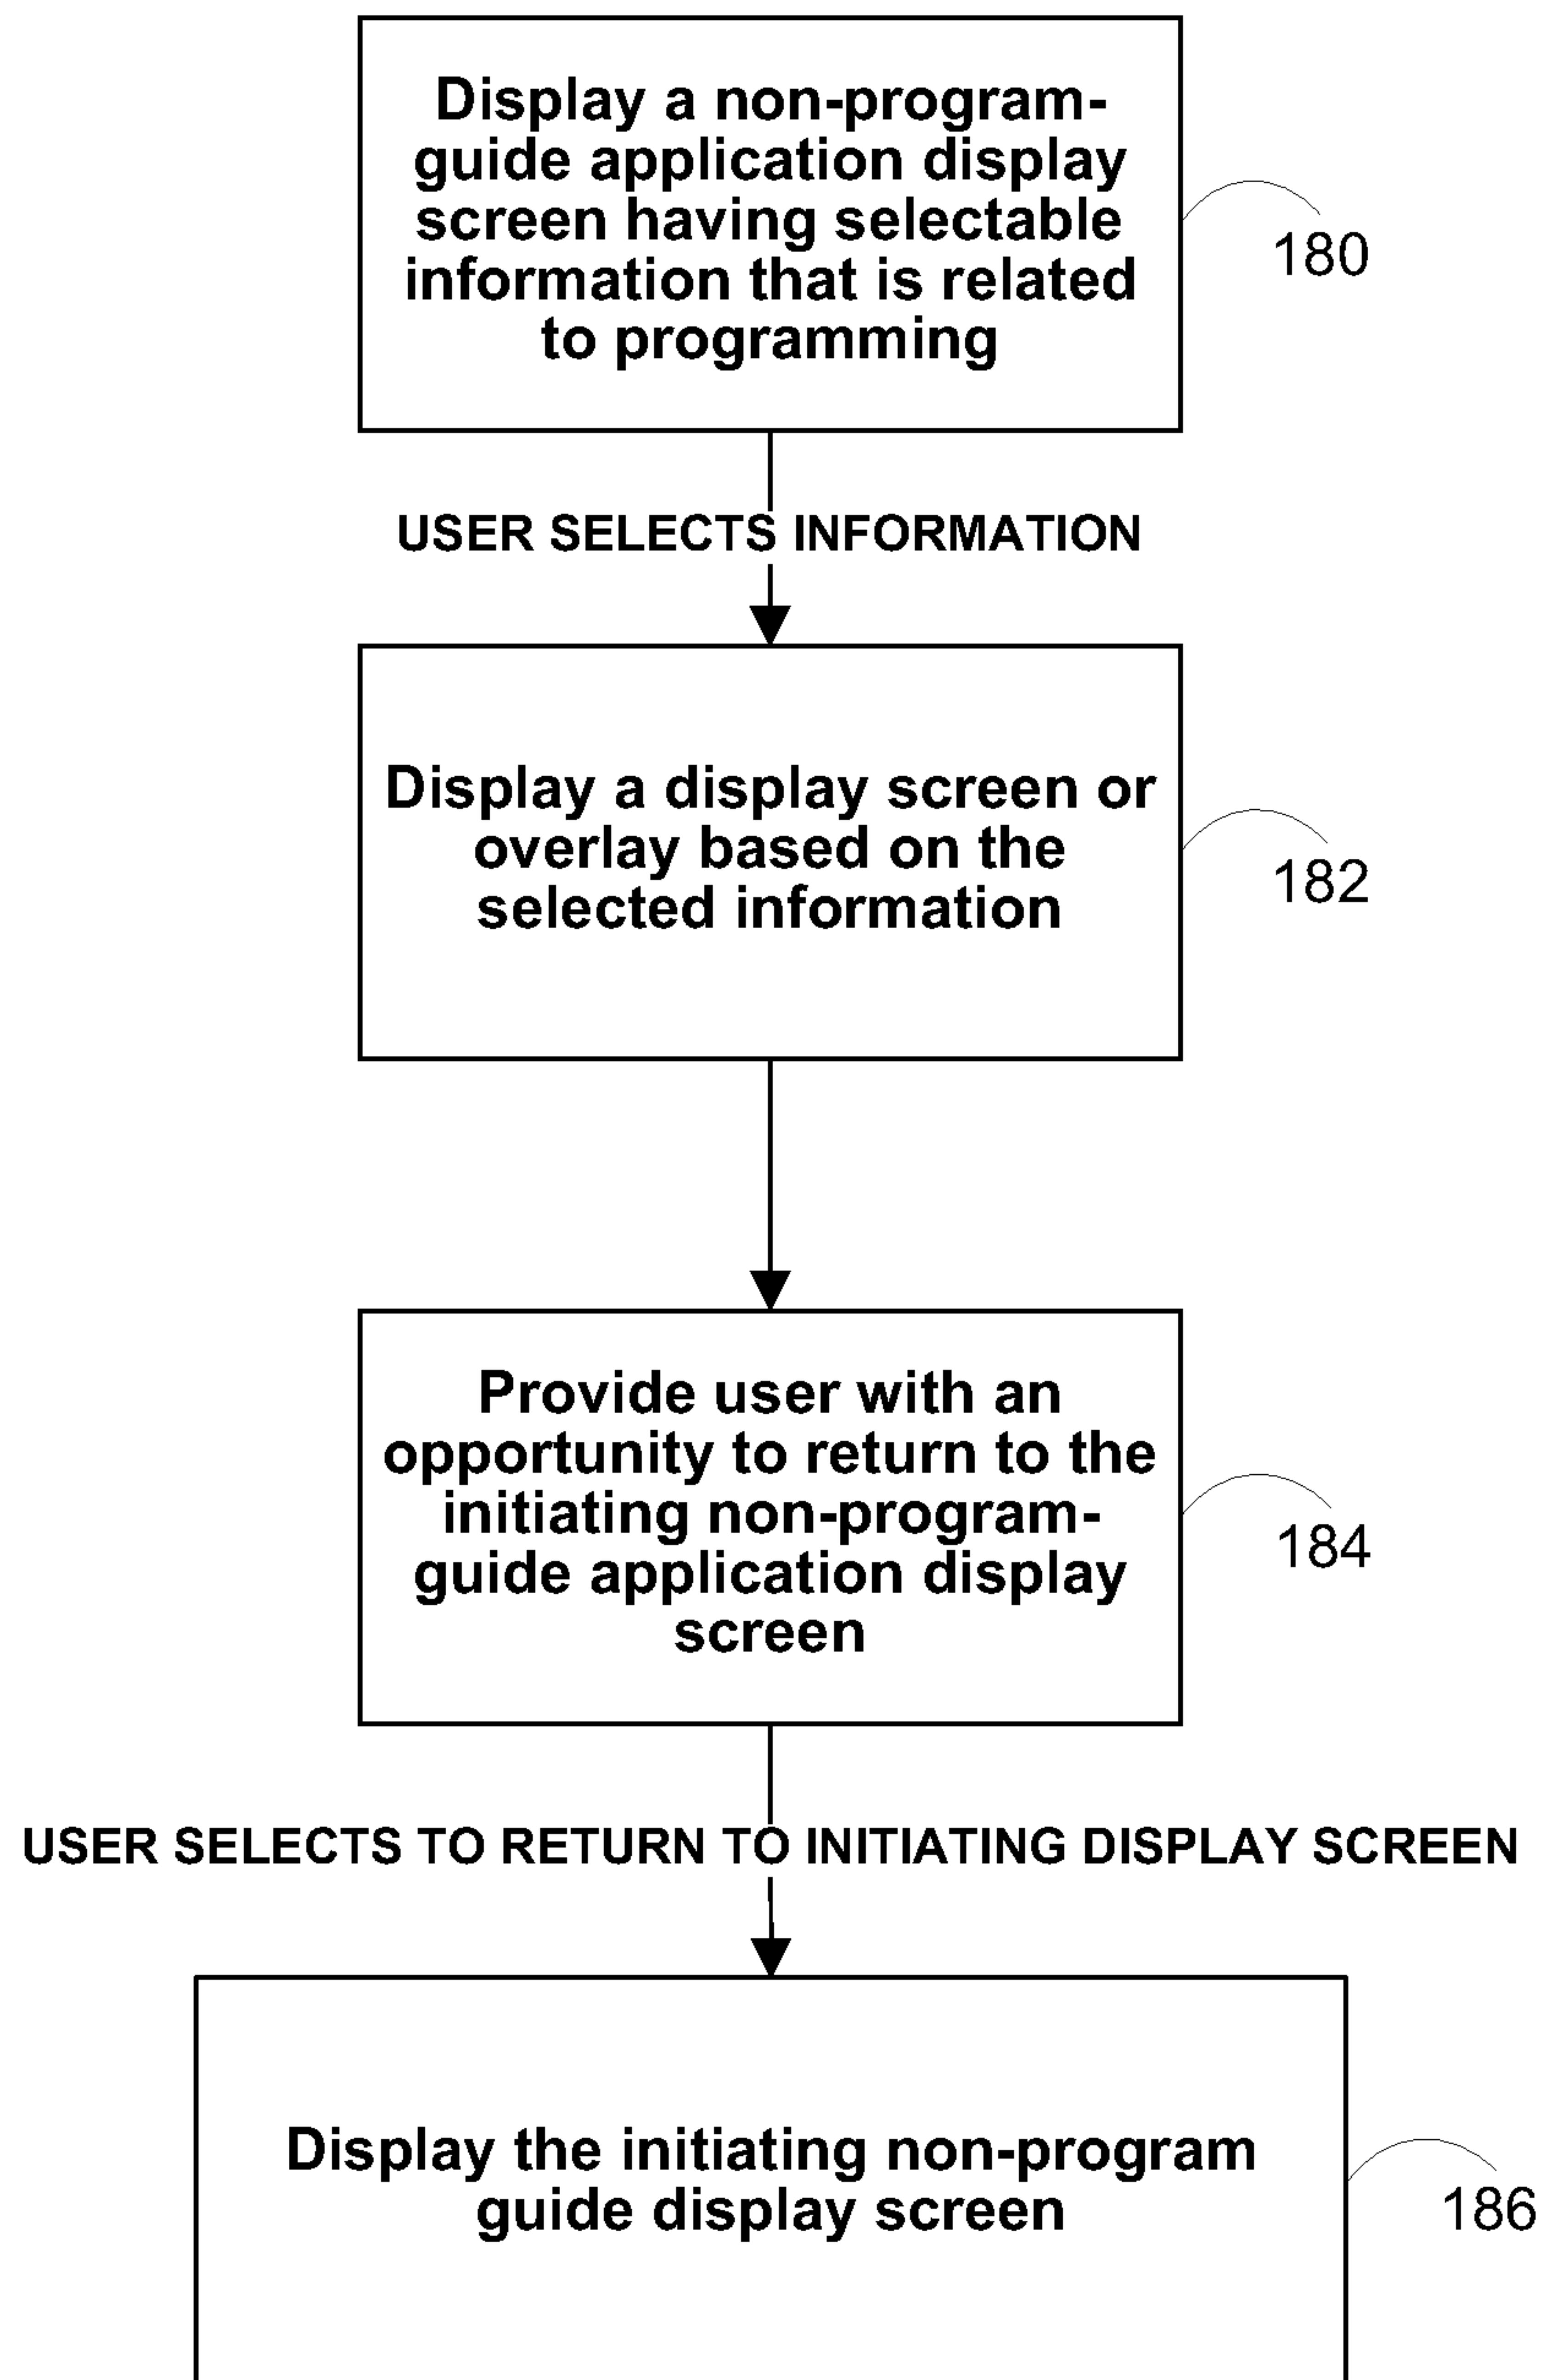 Display a non-program-
guide application display
screen having selectable
information that is related
to programming
180
USER SELECTS INFORMATION
Display a display screen or
overlay based on the
selected information
182
Provide user with an
opportunity to return to the
initiating non-program-
guide application display
screen
184
USER SELECTS TO RETURN TO INITIATING DISPLAY SCREEN
Display the initiating non-program
guide display screen
186